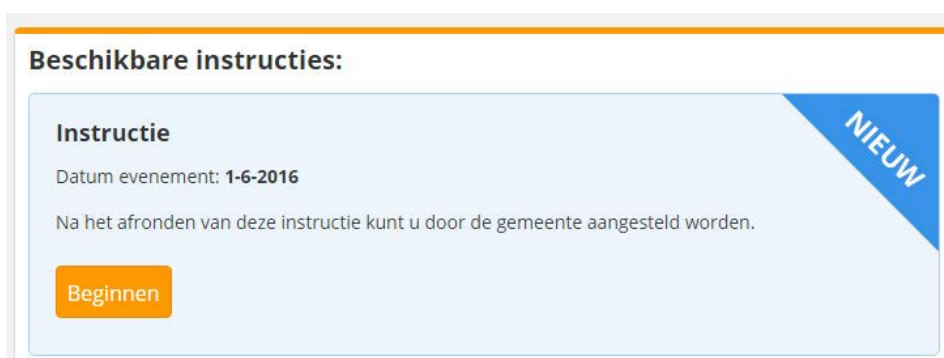 Beschikbare instructies:
Instructie
NIEUW
Datum evenement: 1-6-2016
Na het afronden van deze instructie kunt u door de gemeente aangesteld worden.
Beginnen